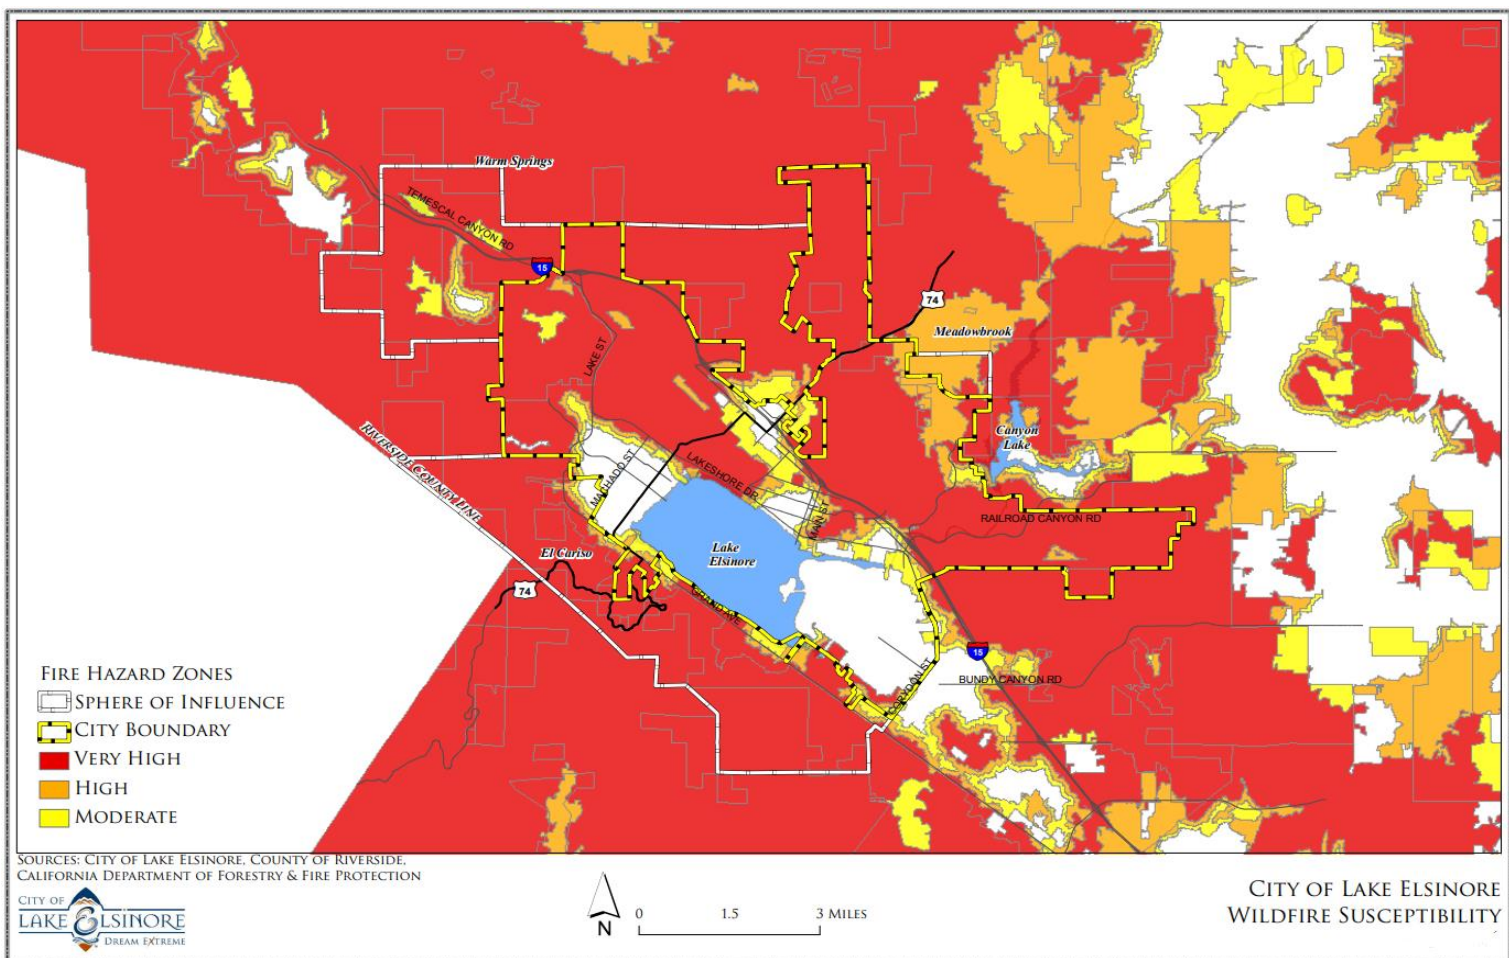 Warm Springs
TEMESCAL CANYON RD
15
74
Meadowbrook
LAKE ST
Canyon
Lake
RIVERSIDE COUNTY LINE
MACHADO ST
LAKESHORE DR
MAIN ST
RAILROAD CANYON RD
El Cariso
Lake
Elsinore
74
GRAND AVE
15
CORYDON ST
BUNDY CANYON RD
FIRE HAZARD ZONES
SPHERE OF INFLUENCE
CITY BOUNDARY
VERY HIGH
HIGH
MODERATE
SOURCES: CITY OF LAKE ELSINORE, COUNTY OF RIVERSIDE,
CALIFORNIA DEPARTMENT OF FORESTRY & FIRE PROTECTION
CITY OF
LAKE ELSINORE
DREAM EXTREME
N
0 1.5 3 MILES
CITY OF LAKE ELSINORE
WILDFIRE SUSCEPTIBILITY